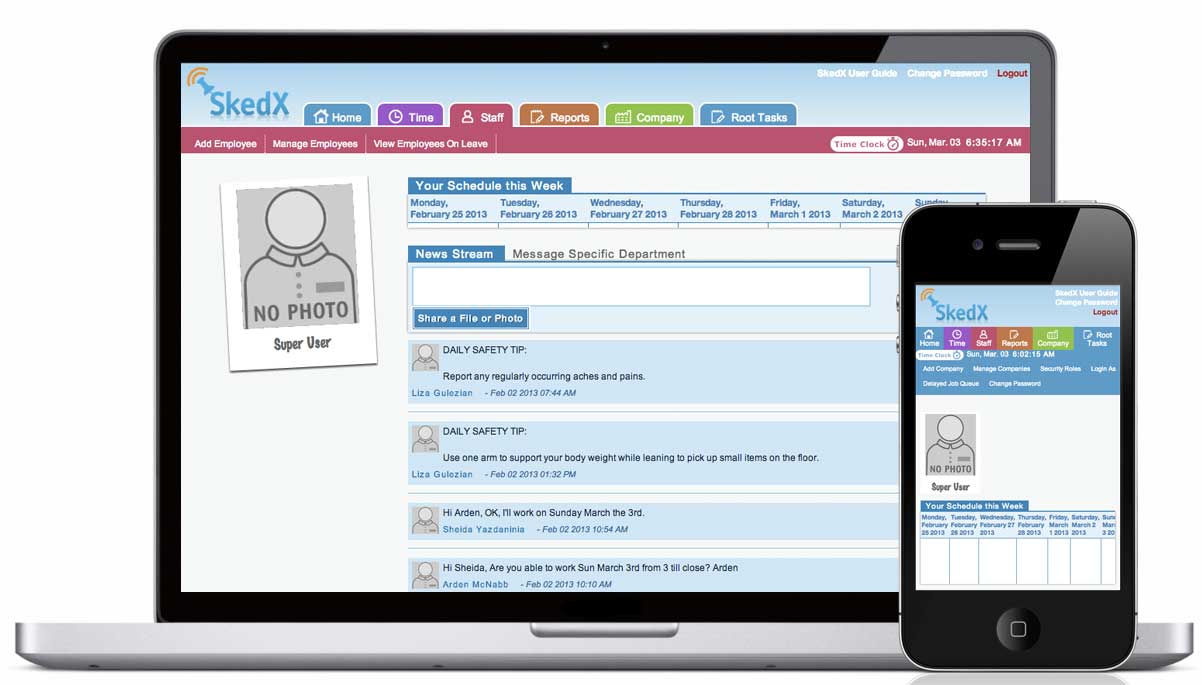 SkedX User Guide Change Password Logout
SkedX
Home Time Staff Reports Company Root Tasks
Add Employee Manage Employees View Employees On Leave
Time Clock Sun, Mar. 03 6:35:17 AM
NO PHOTO
Super User
Your Schedule this Week
Monday, Tuesday, Wednesday, Thursday, Friday, Saturday, Sunday
February 25 2013 February 26 2013 February 27 2013 February 28 2013 March 1 2013 March 2 2013
News Stream Message Specific Department
Share a File or Photo
DAILY SAFETY TIP:
Report any regularly occurring aches and pains.
Liza Gulezian - Feb 02 2013 07:44 AM
DAILY SAFETY TIP:
Use one arm to support your body weight while leaning to pick up small items on the floor.
Liza Gulezian - Feb 02 2013 01:32 PM
Hi Arden, OK, I'll work on Sunday March the 3rd.
Sheida Yazdaninia - Feb 02 2013 10:54 AM
Hi Sheida, Are you able to work Sun March 3rd from 3 till close? Arden
Arden McNabb - Feb 02 2013 10:10 AM
SkedX User Guide
Change Password
Logout
SkedX
Home Time Staff Reports Company Root
Tasks
Time Clock Sun, Mar. 03 6:02:15 AM
Add Company Manage Companies Security Roles Login As
Delayed Job Queue Change Password
NO PHOTO
Super User
Your Schedule this Week
Monday, Tuesday, Wednesday, Thursday, Friday, Saturday,
February February February 27 February March March 2
25 2013 26 2013 2013 28 2013 1 2013 2013 3 20